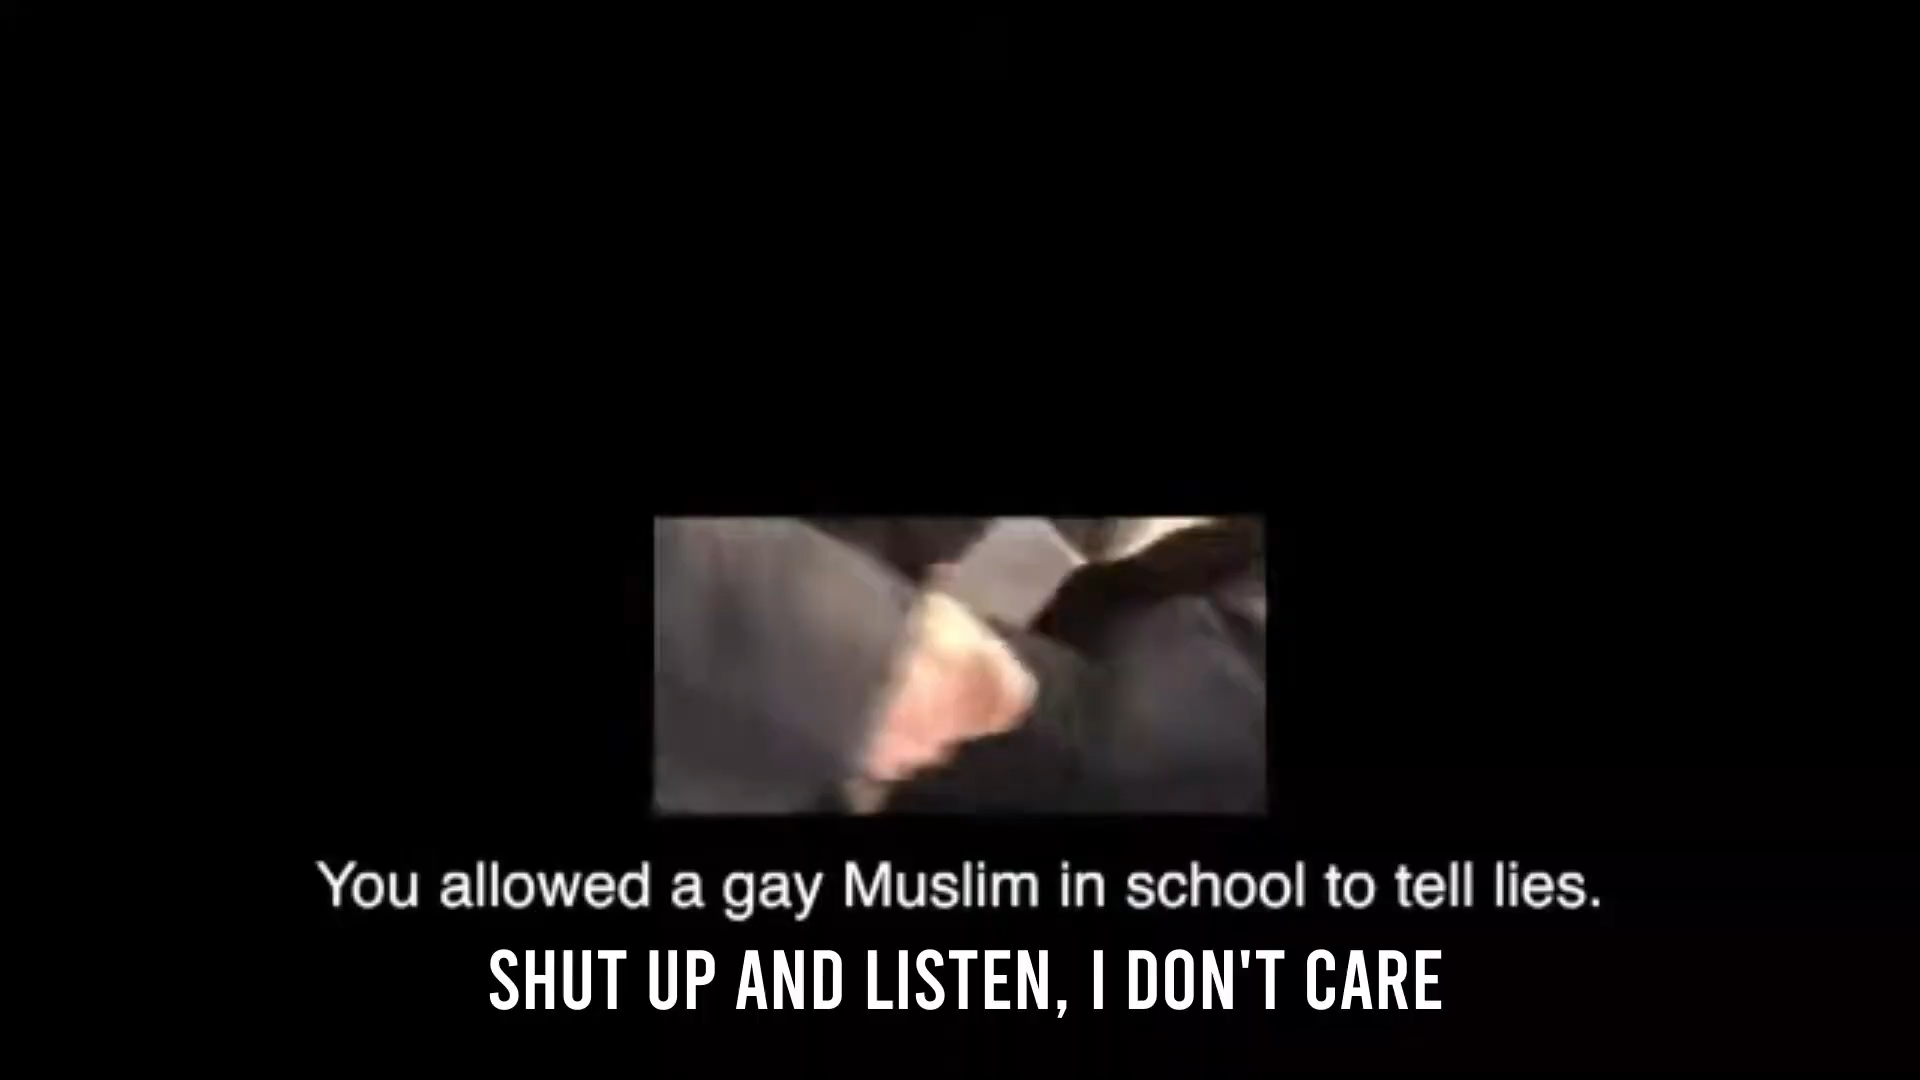 You allowed a gay Muslim in school to tell lies.
SHUT UP AND LISTEN, I DON'T CARE